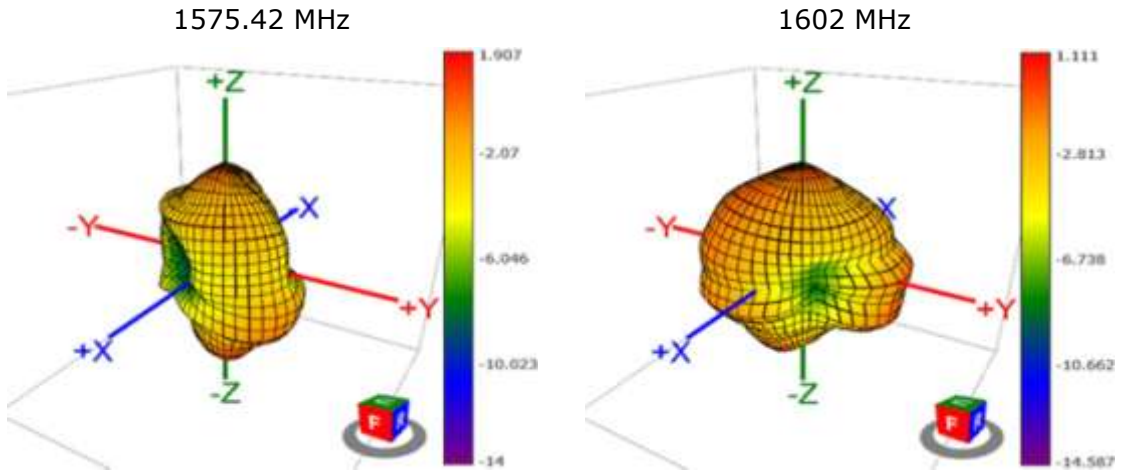 1575.42 MHz
1602 MHz
1.907
+Z
-2.07
-X
-Y
-6.046
+Y
+X
-10.023
-Z
F
-14
1.111
+Z
-2.813
X
-Y
-6.738
+Y
+X
-10.662
-Z
F
-14.587